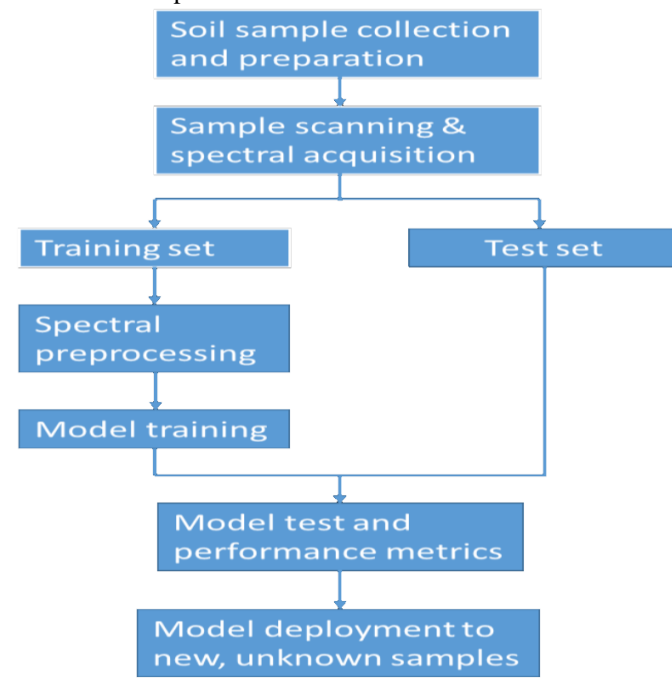 Soil sample collection
and preparation
Sample scanning &
spectral acquisition
Training set
Test set
Spectral
preprocessing
Model training
Model test and
performance metrics
Model deployment to
new, unknown samples